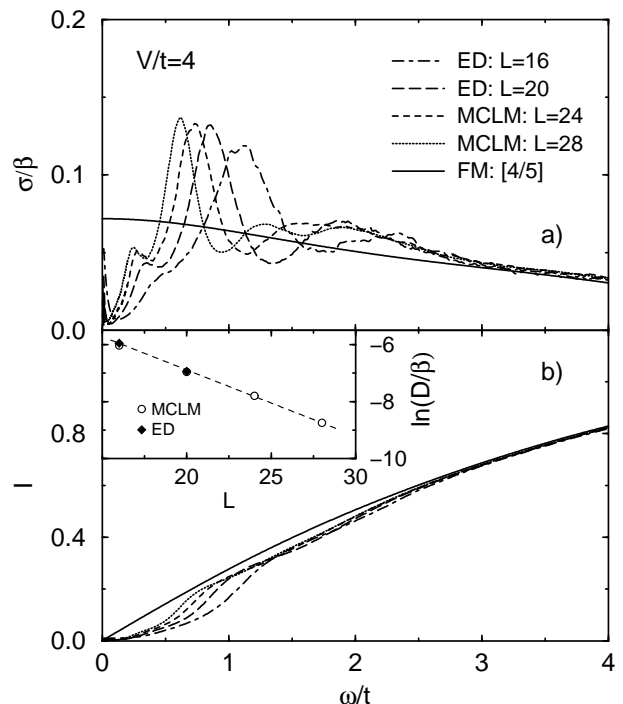 0.2
V/t=4
ED: L=16
ED: L=20
MCLM: L=24
MCLM: L=28
FM: [4/5]
σ/β
0.1
a)
0.0
b)
−6
−8
−10
ln(D/β)
MCLM
ED
20 25 30
L
0.8
I
0.4
0.0
0 1 2 3 4
ω/t